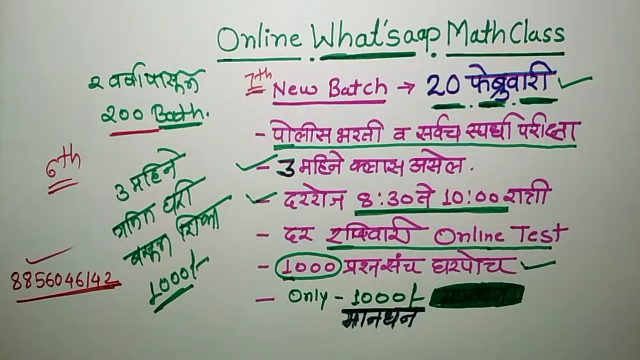 Online What'saap Math Class
२ वर्षापासून
200 Bath.
7th New Batch → 20 फेब्रुवारी
- पोलीस भरती व सर्वच स्पर्धा परीक्षा
6th
- 3 महिने क्लास असेल.
3 महिने
गणित घरी
बसून शिका
1000/-
- दररोज 8:30 ते 10:00 रात्री
- दर रविवारी Online Test
- 1000 प्रश्नसंच घरपोच
8856046142
- Only - 1000/-
मानधन